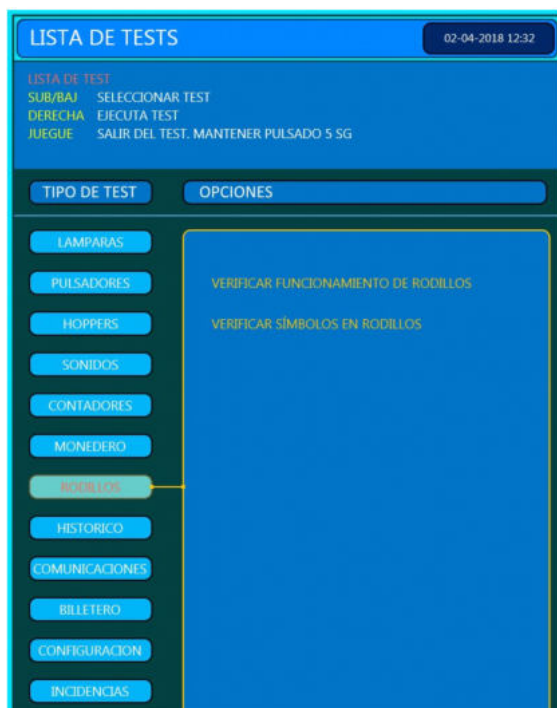 LISTA DE TESTS
02-04-2018 12:32
LISTA DE TEST
SUB/BAJ SELECCIONAR TEST
DERECHA EJECUTA TEST
JUEGUE SALIR DEL TEST. MANTENER PULSADO 5 SG
TIPO DE TEST OPCIONES
LAMPARAS
PULSADORES VERIFICAR FUNCIONAMIENTO DE RODILLOS
HOPPERS VERIFICAR SÍMBOLOS EN RODILLOS
SONIDOS
CONTADORES
MONEDERO
RODILLOS
HISTORICO
COMUNICACIONES
BILLETERO
CONFIGURACION
INCIDENCIAS